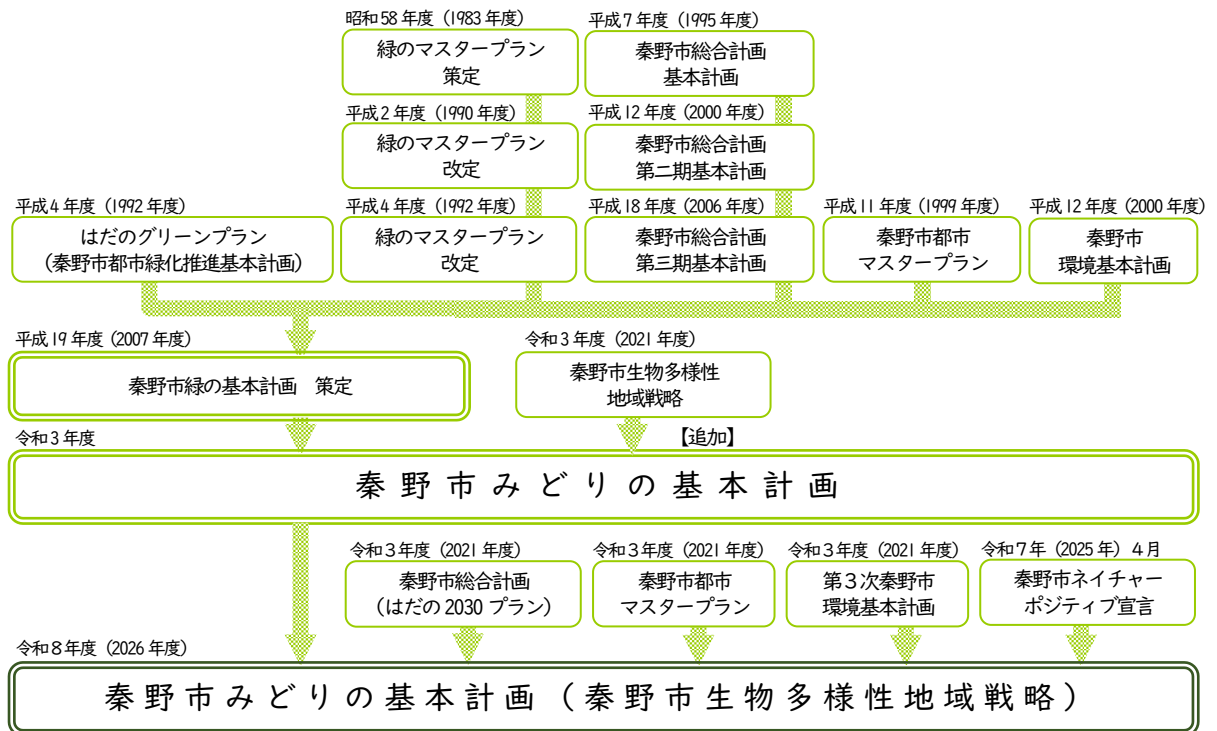 昭和58年度（1983年度）
緑のマスタープラン
策定
平成7年度（1995年度）
秦野市総合計画
基本計画
平成2年度（1990年度）
緑のマスタープラン
改定
平成12年度（2000年度）
秦野市総合計画
第二期基本計画
平成4年度（1992年度）
はだのグリーンプラン
（秦野市都市緑化推進基本計画）
平成4年度（1992年度）
緑のマスタープラン
改定
平成18年度（2006年度）
秦野市総合計画
第三期基本計画
平成11年度（1999年度）
秦野市都市
マスタープラン
平成12年度（2000年度）
秦野市
環境基本計画
平成19年度（2007年度）
秦野市緑の基本計画　策定
令和3年度（2021年度）
秦野市生物多様性
地域戦略
【追加】
令和3年度
秦野市みどりの基本計画
令和3年度（2021年度）
秦野市総合計画
（はだの2030プラン）
令和3年度（2021年度）
秦野市都市
マスタープラン
令和3年度（2021年度）
第3次秦野市
環境基本計画
令和7年（2025年）4月
秦野市ネイチャー
ポジティブ宣言
令和8年度（2026年度）
秦野市みどりの基本計画（秦野市生物多様性地域戦略）